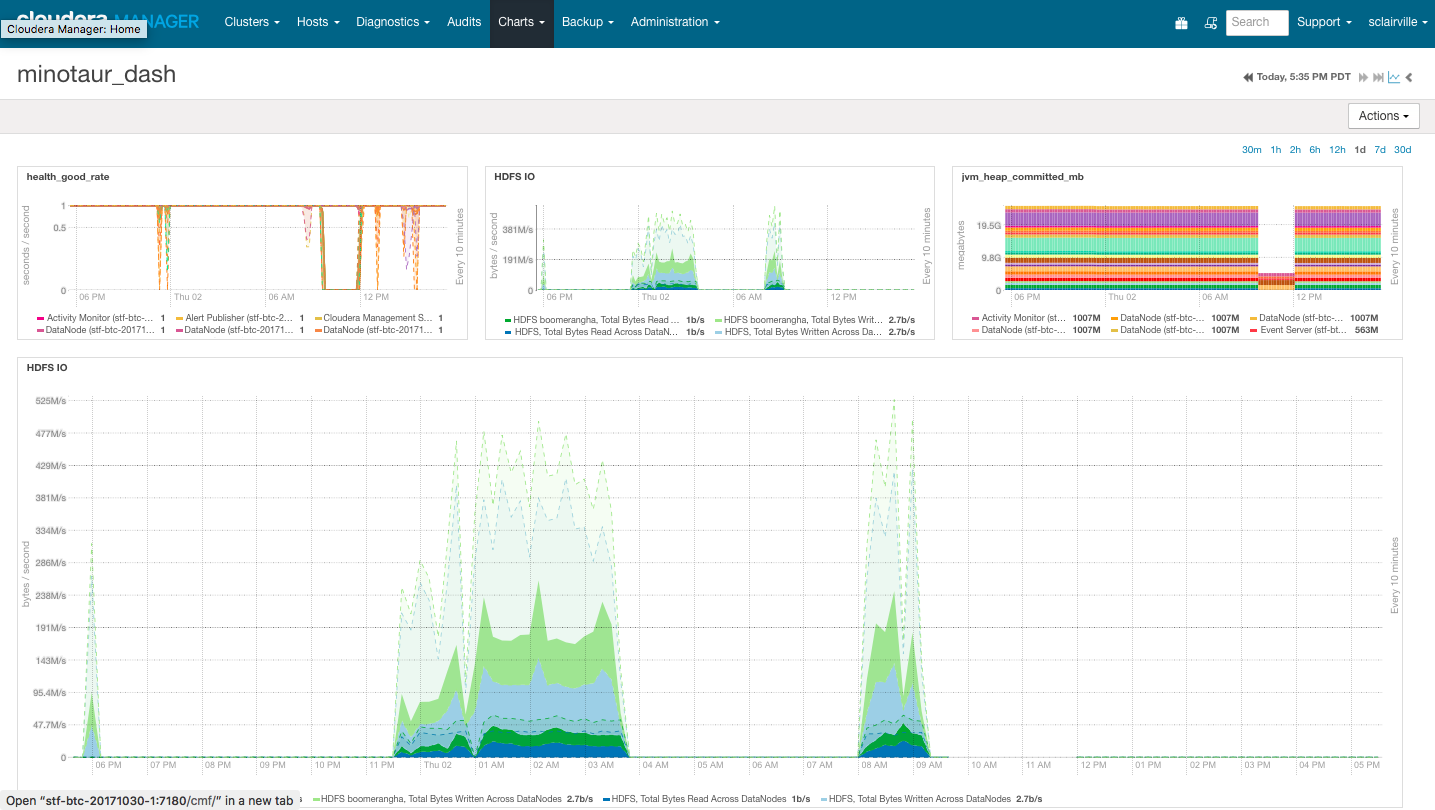 cloudera MANAGER
Cloudera Manager: Home
Clusters Hosts Diagnostics Audits Charts Backup Administration
Search Support sclairville
minotaur_dash
Today, 5:35 PM PDT
Actions
30m 1h 2h 6h 12h 1d 7d 30d
health_good_rate
seconds / second
1
0.5
0
06 PM Thu 02 06 AM 12 PM
Every 10 minutes
Activity Monitor (stf-btc-... 1 Alert Publisher (stf-btc-2... 1 Cloudera Management S... 1
DataNode (stf-btc-20171... 1 DataNode (stf-btc-20171... 1 DataNode (stf-btc-20171... 1
HDFS IO
bytes / second
381M/s
191M/s
0
06 PM Thu 02 06 AM 12 PM
Every 10 minutes
HDFS boomerangha, Total Bytes Read ... 1b/s HDFS boomerangha, Total Bytes Writ... 2.7b/s
HDFS, Total Bytes Read Across DataN... 1b/s HDFS, Total Bytes Written Across Da... 2.7b/s
jvm_heap_committed_mb
megabytes
19.5G
9.8G
0
06 PM Thu 02 06 AM 12 PM
Every 10 minutes
Activity Monitor (st... 1007M DataNode (stf-btc-... 1007M DataNode (stf-btc-... 1007M
DataNode (stf-btc-... 1007M DataNode (stf-btc-... 1007M Event Server (stf-bt... 563M
HDFS IO
bytes / second
525M/s
477M/s
429M/s
381M/s
334M/s
286M/s
238M/s
191M/s
143M/s
95.4M/s
47.7M/s
0
06 PM 07 PM 08 PM 09 PM 10 PM 11 PM Thu 02 01 AM 02 AM 03 AM 04 AM 05 AM 06 AM 07 AM 08 AM 09 AM 10 AM 11 AM 12 PM 01 PM 02 PM 03 PM 04 PM 05 PM
Every 10 minutes
HDFS boomerangha, Total Bytes Written Across DataNodes 2.7b/s HDFS, Total Bytes Read Across DataNodes 1b/s HDFS, Total Bytes Written Across DataNodes 2.7b/s
Open "stf-btc-20171030-1:7180/cmf/" in a new tab